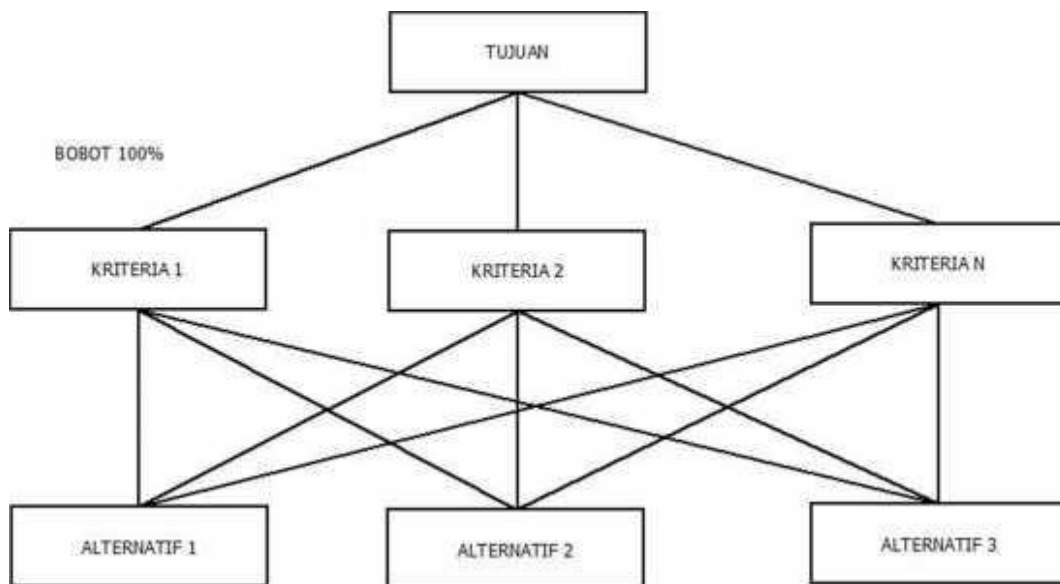 TUJUAN
BOBOT 100%
KRITERIA 1
KRITERIA 2
KRITERIA N
ALTERNATIF 1
ALTERNATIF 2
ALTERNATIF 3